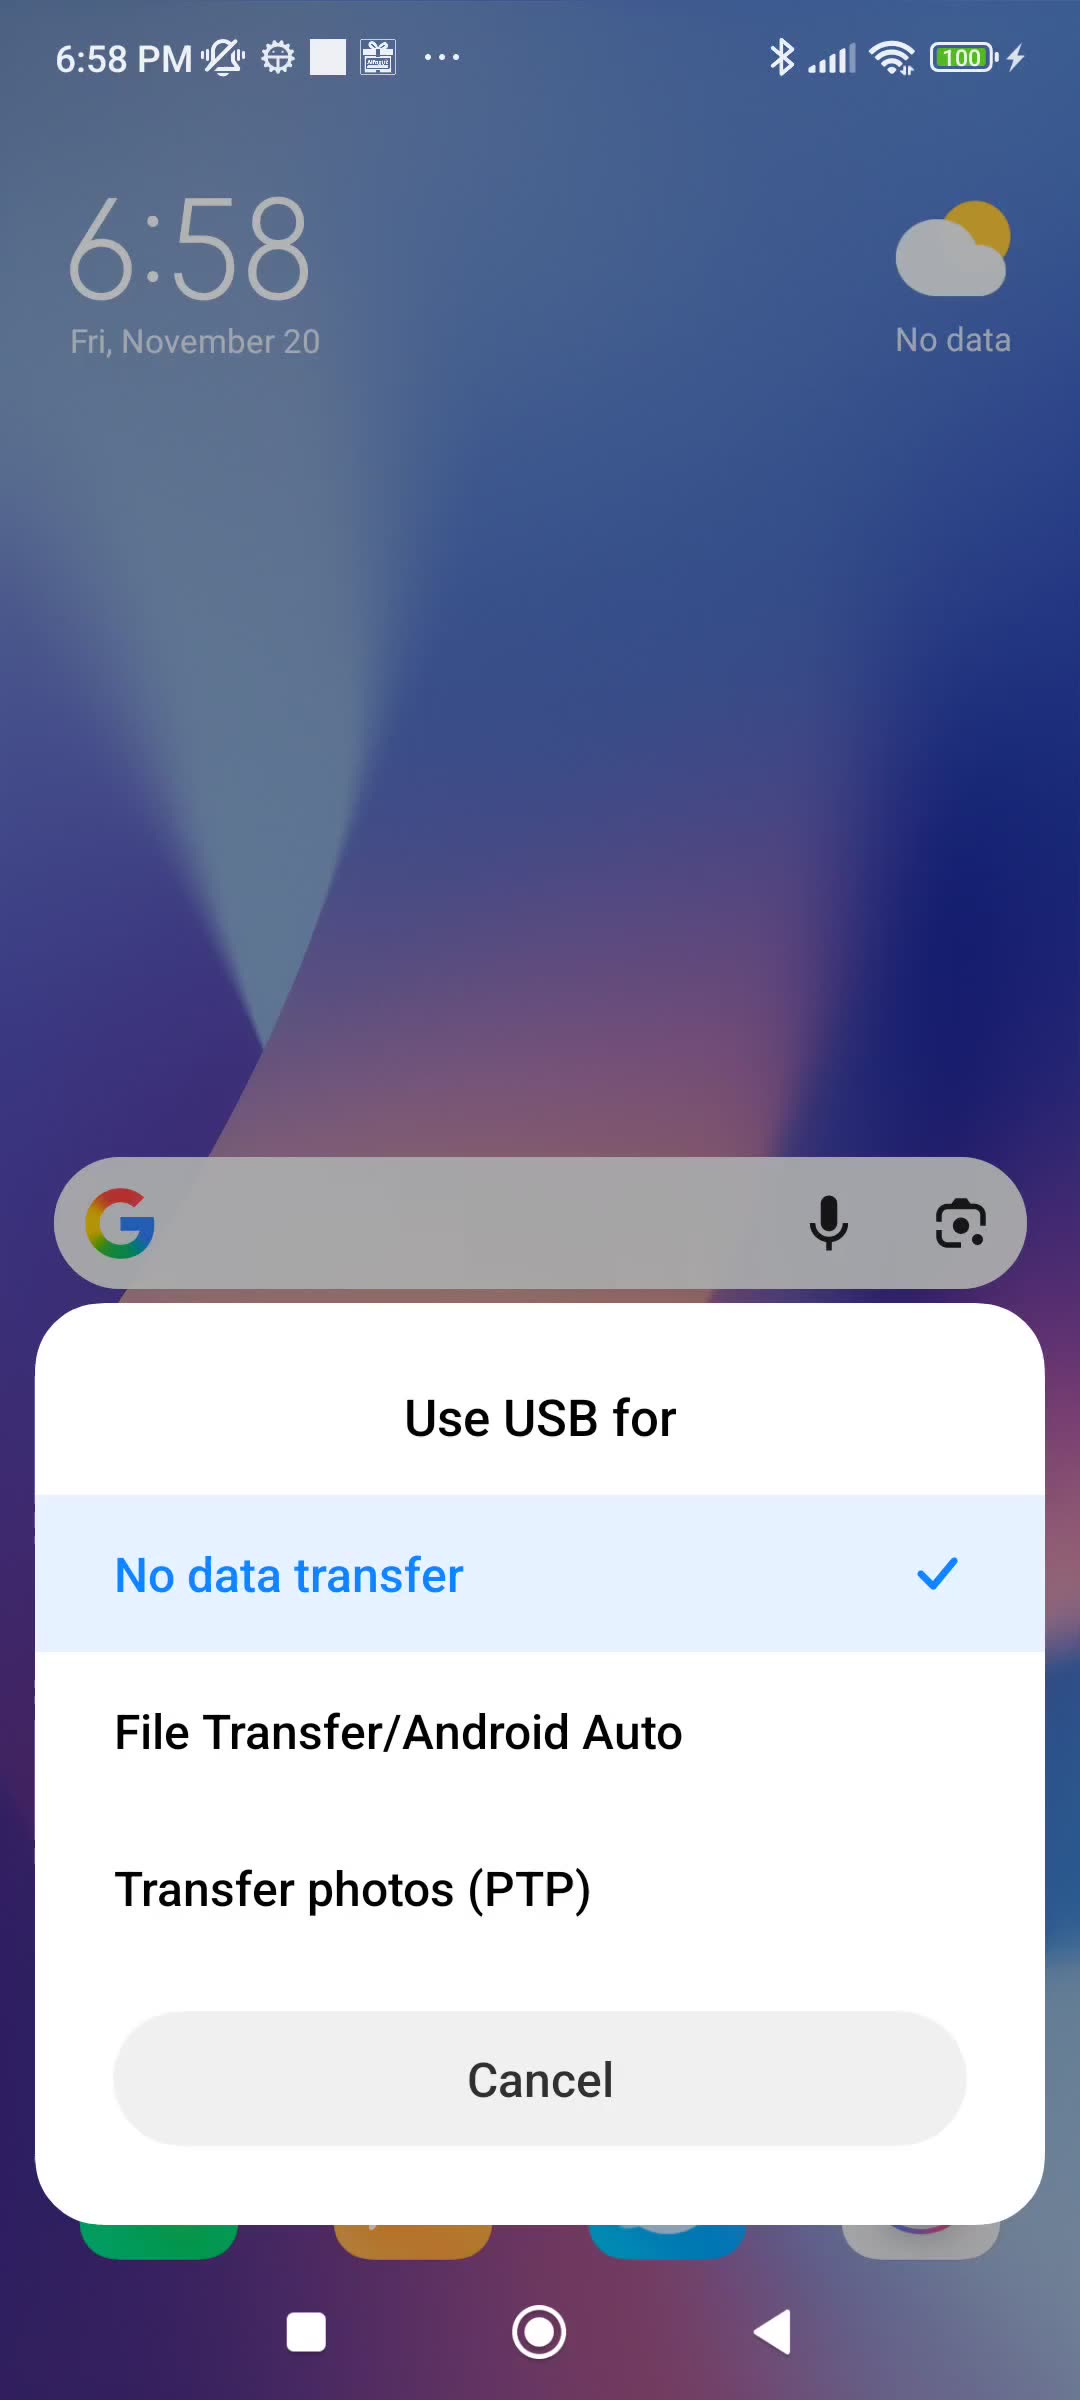 6:58 PM
100
6:58
Fri, November 20
No data
Use USB for
No data transfer
File Transfer/Android Auto
Transfer photos (PTP)
Cancel